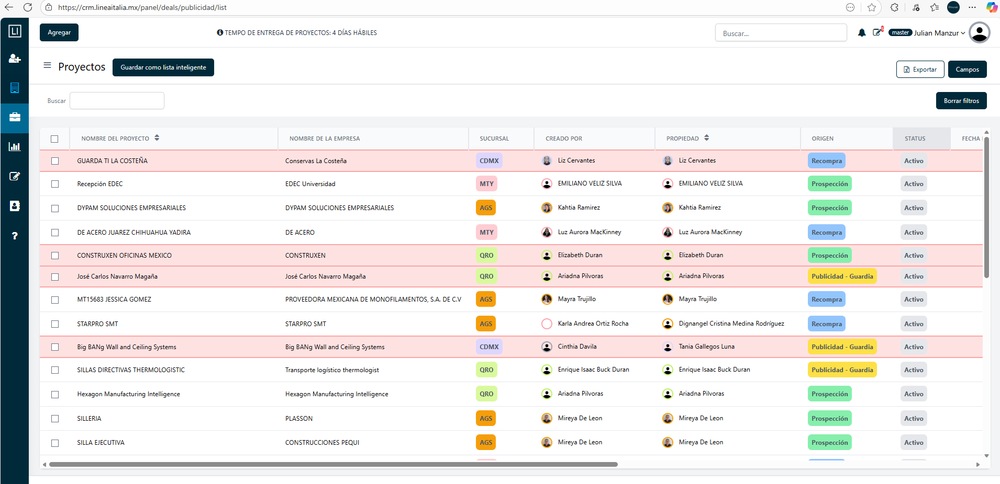 https://crm.lineaitalia.mx/panel/deals/publicidad/list
LI
Agregar
TEMPO DE ENTREGA DE PROYECTOS: 4 DÍAS HÁBILES
Buscar...
master Julian Manzur
Proyectos
Guardar como lista inteligente
Exportar
Campos
Buscar
Borrar filtros
NOMBRE DEL PROYECTO NOMBRE DE LA EMPRESA SUCURSAL CREADO POR PROPIEDAD ORIGEN STATUS FECHA
GUARDA TI LA COSTEÑA Conservas La Costeña CDMX Liz Cervantes Liz Cervantes Recompra Activo
Recepción EDEC EDEC Universidad MTY EMILIANO VELIZ SILVA EMILIANO VELIZ SILVA Prospección Activo
DYPAM SOLUCIONES EMPRESARIALES DYPAM SOLUCIONES EMPRESARIALES AGS Kahtia Ramirez Kahtia Ramirez Prospección Activo
DE ACERO JUAREZ CHIHUAHUA YADIRA DE ACERO MTY Luz Aurora MacKinney Luz Aurora MacKinney Recompra Activo
CONSTRUXEN OFICINAS MEXICO CONSTRUXEN QRO Elizabeth Duran Elizabeth Duran Prospección Activo
José Carlos Navarro Magaña José Carlos Navarro Magaña QRO Ariadna Pilvoras Ariadna Pilvoras Publicidad - Guardia Activo
MT15683 JESSICA GOMEZ PROVEEDORA MEXICANA DE MONOFILAMENTOS, S.A. DE C.V AGS Mayra Trujillo Mayra Trujillo Recompra Activo
STARPRO SMT STARPRO SMT AGS Karla Andrea Ortiz Rocha Dignangel Cristina Medina Rodríguez Recompra Activo
Big BANg Wall and Ceiling Systems Big BANg Wall and Ceiling Systems CDMX Cinthia Davila Tania Gallegos Luna Publicidad - Guardia Activo
SILLAS DIRECTIVAS THERMOLOGISTIC Transporte logístico thermologist QRO Enrique Isaac Buck Duran Enrique Isaac Buck Duran Publicidad - Guardia Activo
Hexagon Manufacturing Intelligence Hexagon Manufacturing Intelligence QRO Ariadna Pilvoras Ariadna Pilvoras Prospección Activo
SILLERIA PLASSON AGS Mireya De Leon Mireya De Leon Prospección Activo
SILLA EJECUTIVA CONSTRUCCIONES PEQUI AGS Mireya De Leon Mireya De Leon Prospección Activo